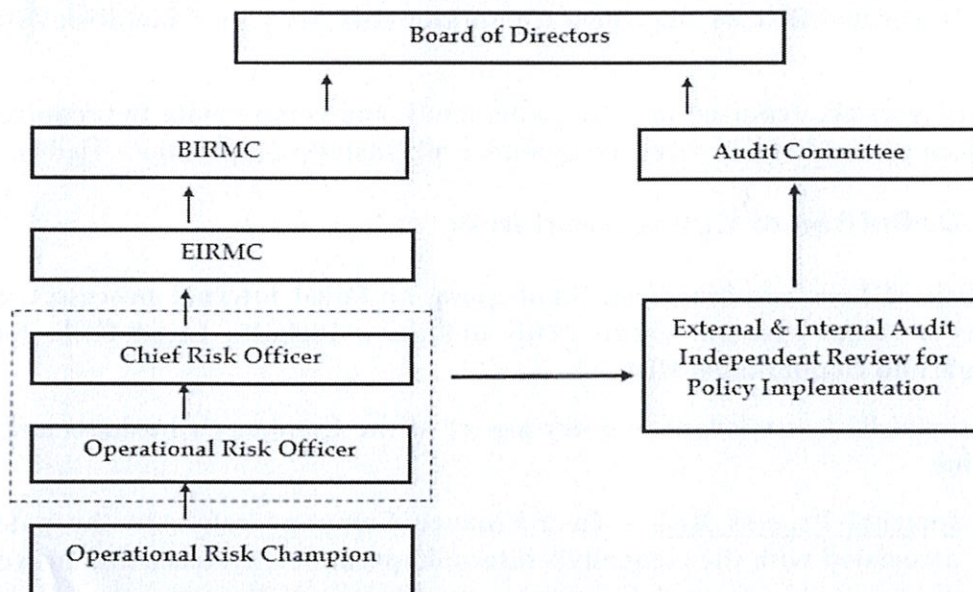 Board of Directors
BIRMC
Audit Committee
EIRMC
Chief Risk Officer
External & Internal Audit
Independent Review for
Policy Implementation
Operational Risk Officer
Operational Risk Champion